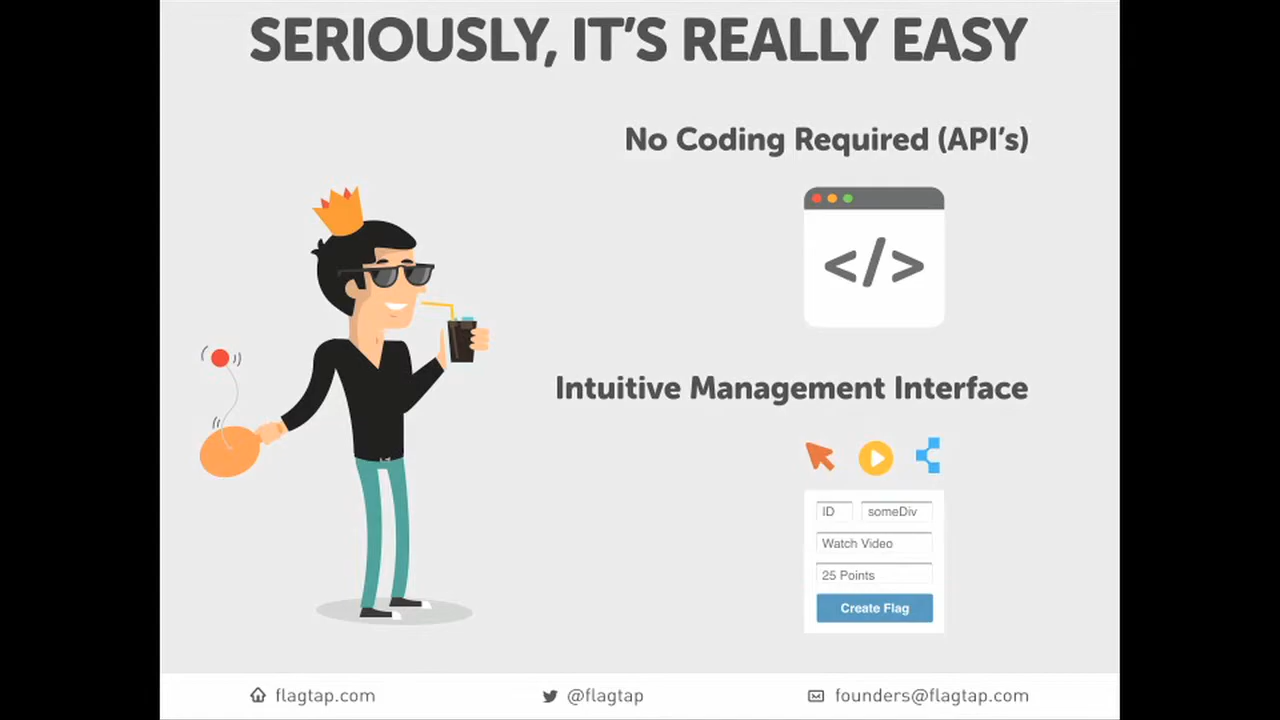 SERIOUSLY, IT'S REALLY EASY
No Coding Required (API's)
</>
Intuitive Management Interface
ID someDiv
Watch Video
25 Points
Create Flag
flagtap.com @flagtap founders@flagtap.com